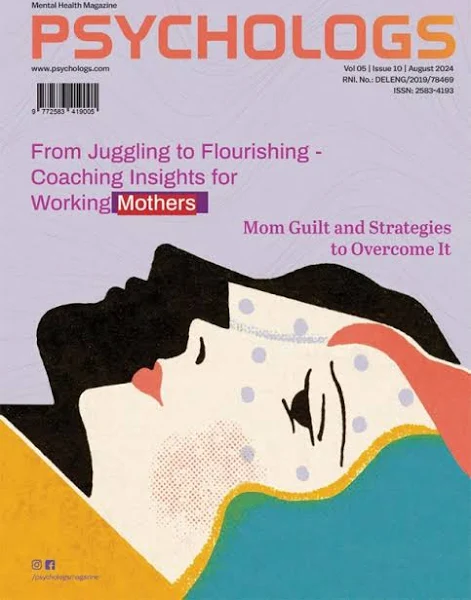 Mental Health Magazine
PSYCHOLOGS
www.psychologs.com
Vol 05 | Issue 10 | August 2024
RNI. No.: DELENG/2019/78469
ISSN: 2583-4193
9 772583 419005
From Juggling to Flourishing -
Coaching Insights for
Working Mothers
Mom Guilt and Strategies
to Overcome It
/psychologsmagazine